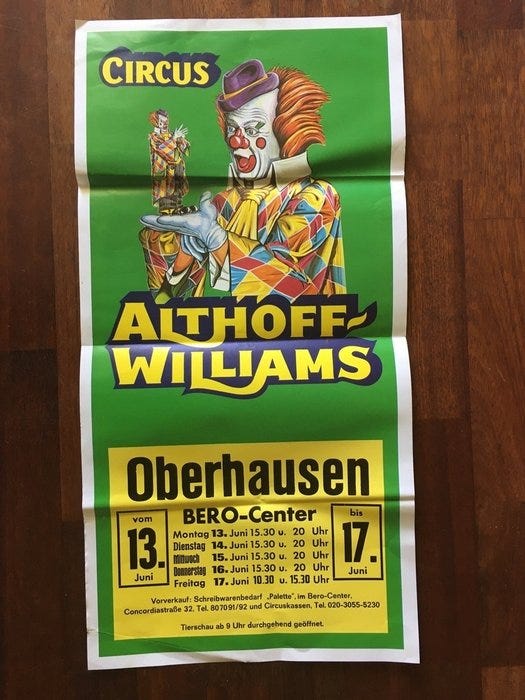 CIRCUS
ALTHOFF-
WILLIAMS
Oberhausen
BERO-Center
vom
13.
Juni
Montag 13. Juni 15.30 u. 20 Uhr
Dienstag 14. Juni 15.30 u. 20 Uhr
Mittwoch 15. Juni 15.30 u. 20 Uhr
Donnerstag 16. Juni 15.30 u. 20 Uhr
Freitag 17. Juni 10.30 u. 15.30 Uhr
bis
17.
Juni
Vorverkauf: Schreibwarenbedarf „Palette", im Bero-Center,
Concordiastraße 32, Tel. 807091/92 und Circuskassen, Tel. 020-3055-5230
Tierschau ab 9 Uhr durchgehend geöffnet.